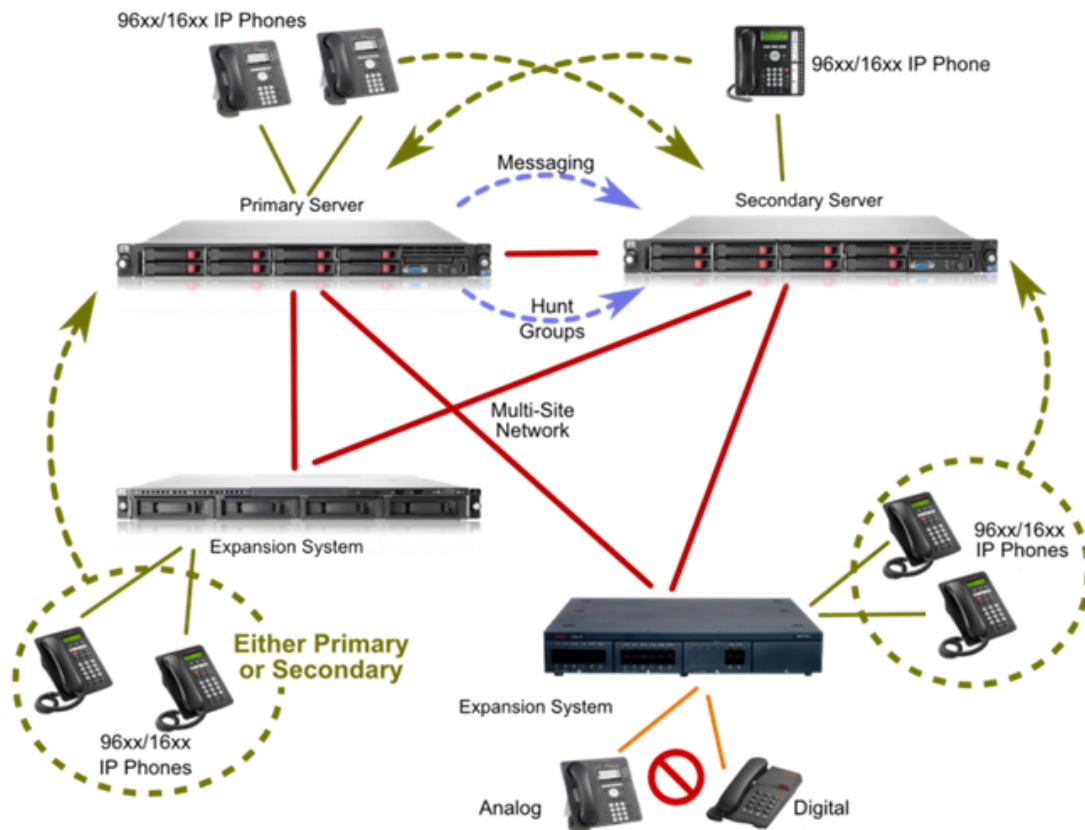 96xx/16xx IP Phones
96xx/16xx IP Phone
Messaging
Primary Server
Secondary Server
Hunt
Groups
Multi-Site
Network
Expansion System
96xx/16xx
IP Phones
Either Primary
or Secondary
96xx/16xx
IP Phones
Expansion System
Analog
Digital